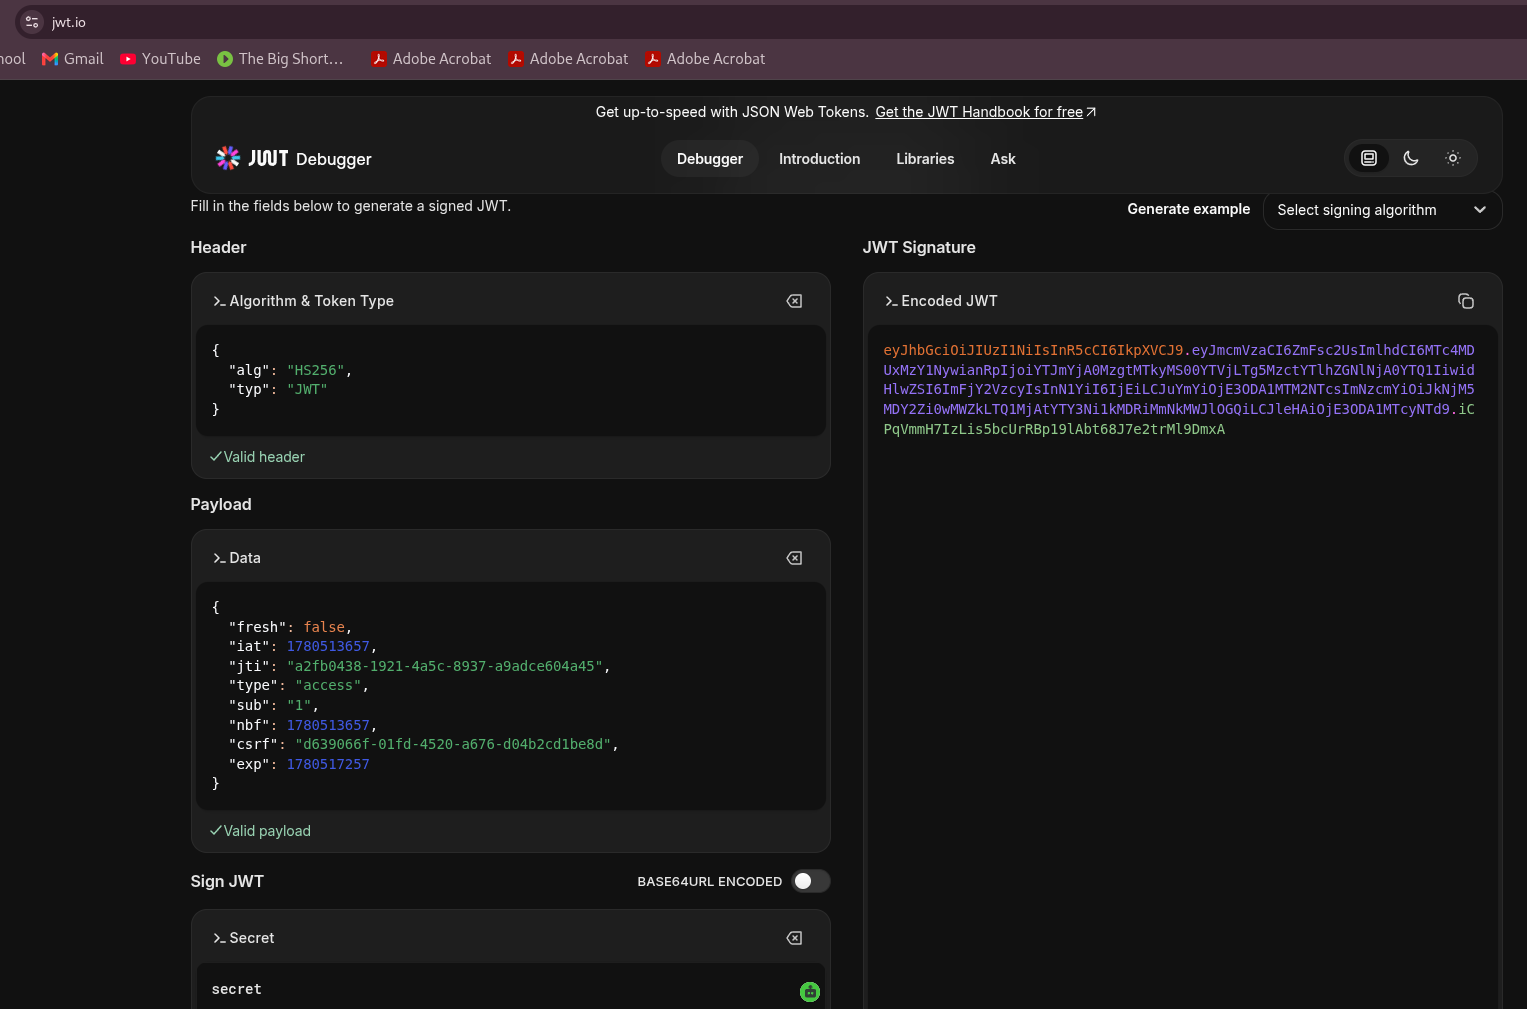 jwt.io
hool Gmail YouTube The Big Short... Adobe Acrobat Adobe Acrobat Adobe Acrobat
Get up-to-speed with JSON Web Tokens. Get the JWT Handbook for free
JWT Debugger
Debugger Introduction Libraries Ask
Fill in the fields below to generate a signed JWT.
Generate example Select signing algorithm
Header
Algorithm & Token Type
{
"alg": "HS256",
"typ": "JWT"
}
Valid header
Payload
Data
{
"fresh": false,
"iat": 1780513657,
"jti": "a2fb0438-1921-4a5c-8937-a9adce604a45",
"type": "access",
"sub": "1",
"nbf": 1780513657,
"csrf": "d639066f-01fd-4520-a676-d04b2cd1be8d",
"exp": 1780517257
}
Valid payload
Sign JWT
BASE64URL ENCODED
Secret
secret
JWT Signature
Encoded JWT
eyJhbGciOiJIUzI1NiIsInR5cCI6IkpXVCJ9.eyJmcmVzaCI6ZmFsc2UsImlhdCI6MTc4MD
UxMzY1NywianRpIjoiYTJmYjA0MzgtMTkyMS00YTVjLTg5MzctYTlhZGNlNjA0YTQ1Iiwid
HlwZSI6ImFjY2VzcyIsInN1YiI6IjEiLCJuYmYiOjE3ODA1MTM2NTcsImNzcmYiOiJkNjM5
MDY2Zi0wMWZkLTQ1MjAtYTY3Ni1kMDRiMmNkMWJlOGQiLCJleHAiOjE3ODA1MTcyNTd9.iC
PqVmmH7IzLis5bcUrRBp19lAbt68J7e2trMl9DmxA